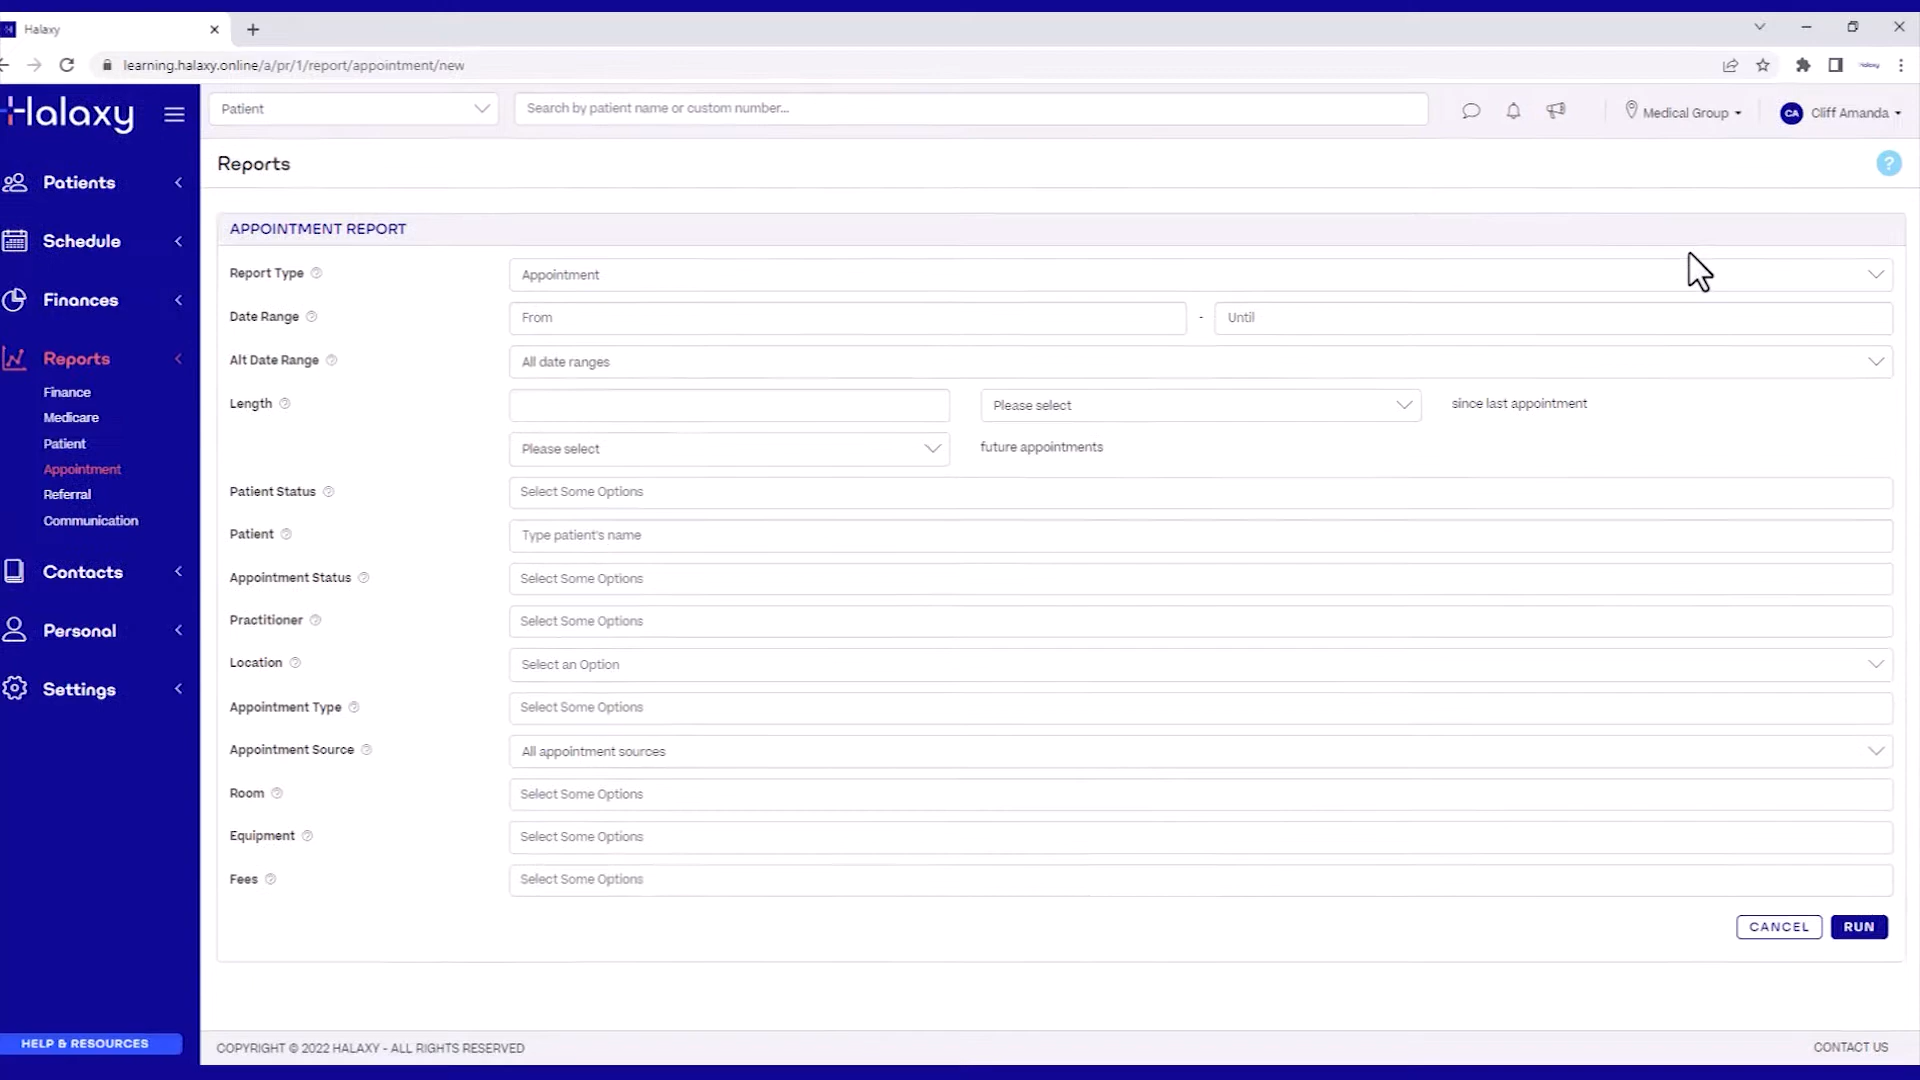 Halaxy
learning.halaxy.online/a/pr/1/report/appointment/new
Halaxy
Patient
Search by patient name or custom number...
Medical Group
CA
Cliff Amanda
Patients
Schedule
Finances
Reports
Finance
Medicare
Patient
Appointment
Referral
Communication
Contacts
Personal
Settings
HELP & RESOURCES
Reports
?
APPOINTMENT REPORT
Report Type ? Appointment
Date Range ? From - Until
Alt Date Range ? All date ranges
Length ? Please select since last appointment
Please select future appointments
Patient Status ? Select Some Options
Patient ? Type patient's name
Appointment Status ? Select Some Options
Practitioner ? Select Some Options
Location ? Select an Option
Appointment Type ? Select Some Options
Appointment Source ? All appointment sources
Room ? Select Some Options
Equipment ? Select Some Options
Fees ? Select Some Options
CANCEL RUN
COPYRIGHT © 2022 HALAXY - ALL RIGHTS RESERVED
CONTACT US